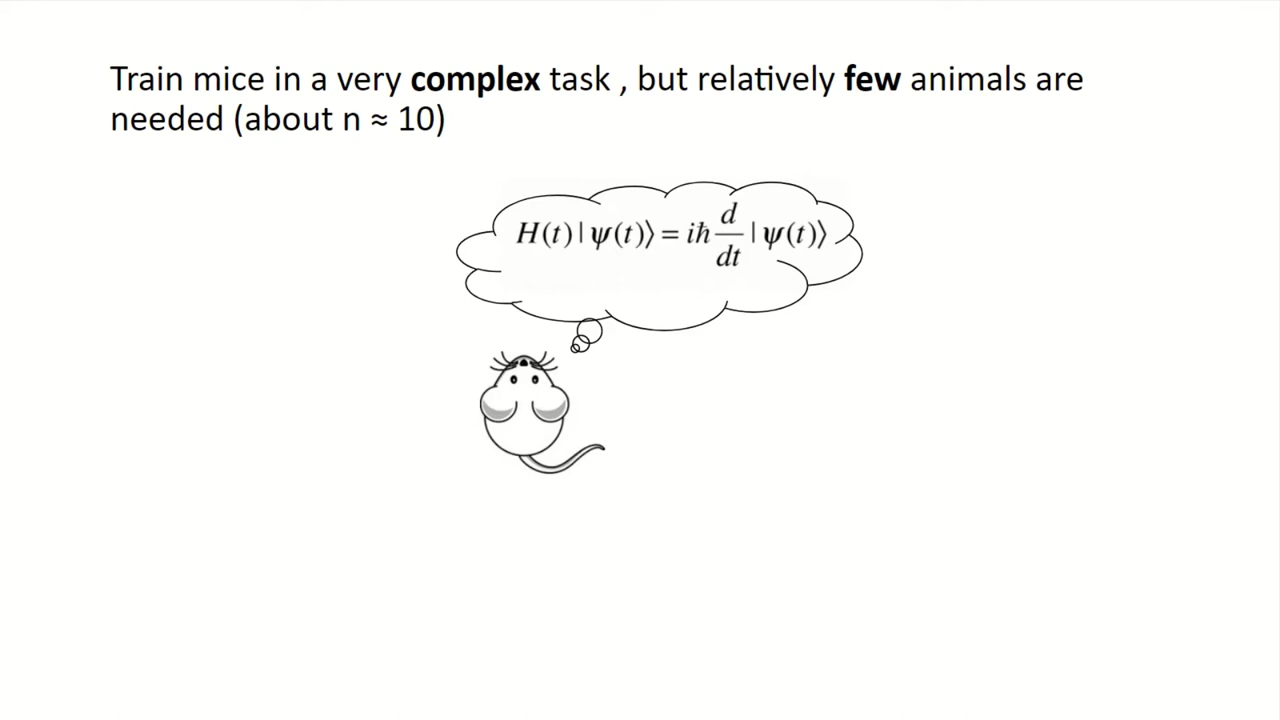 Train mice in a very complex task , but relatively few animals are
needed (about n ≈ 10)
H(t)|ψ(t)⟩ = iħ d/dt |ψ(t)⟩